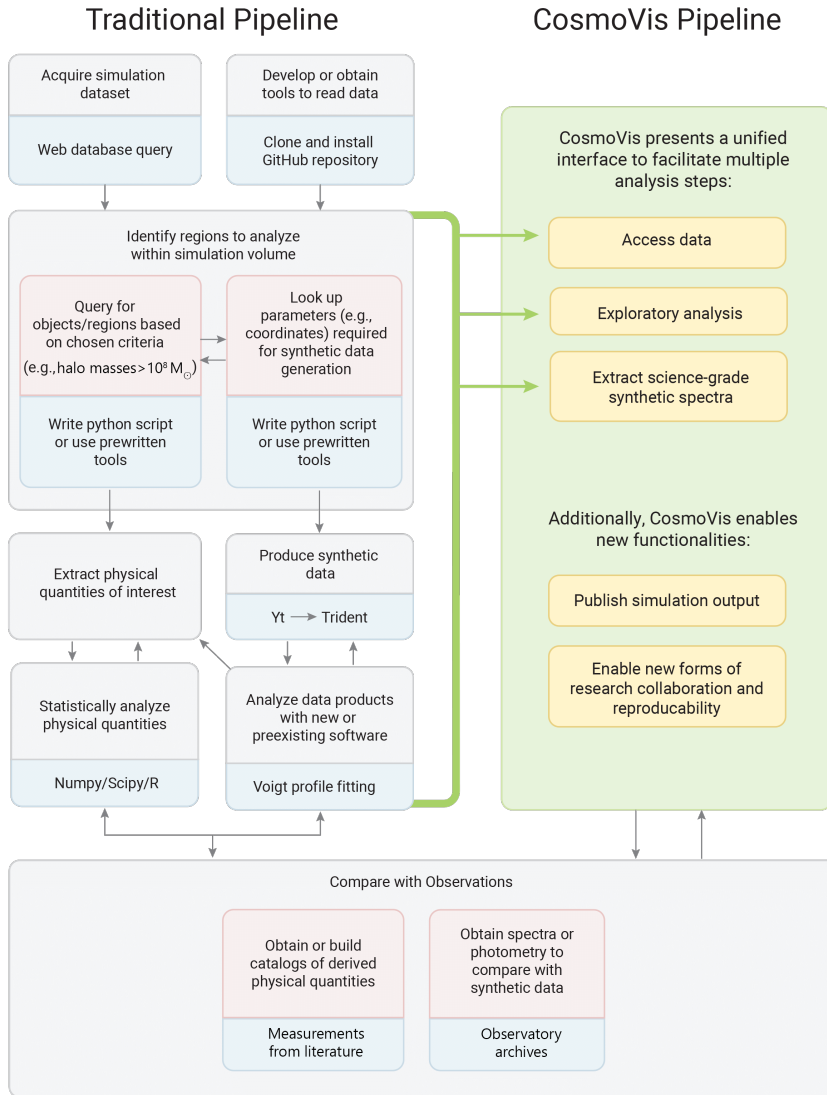 Traditional Pipeline
CosmoVis Pipeline
Acquire simulation
dataset
Web database query
Develop or obtain
tools to read data
Clone and install
GitHub repository
Identify regions to analyze
within simulation volume
Query for
objects/regions based
on chosen criteria
(e.g., halo masses > 10⁸ M☉)
Write python script
or use prewritten
tools
Look up
parameters (e.g.,
coordinates) required
for synthetic data
generation
Write python script
or use prewritten
tools
Extract physical
quantities of interest
Produce synthetic
data
Yt → Trident
Statistically analyze
physical quantities
Numpy/Scipy/R
Analyze data products
with new or
preexisting software
Voigt profile fitting
CosmoVis presents a unified
interface to facilitate multiple
analysis steps:
Access data
Exploratory analysis
Extract science-grade
synthetic spectra
Additionally, CosmoVis enables
new functionalities:
Publish simulation output
Enable new forms of
research collaboration and
reproducability
Compare with Observations
Obtain or build
catalogs of derived
physical quantities
Measurements
from literature
Obtain spectra or
photometry to
compare with
synthetic data
Observatory
archives